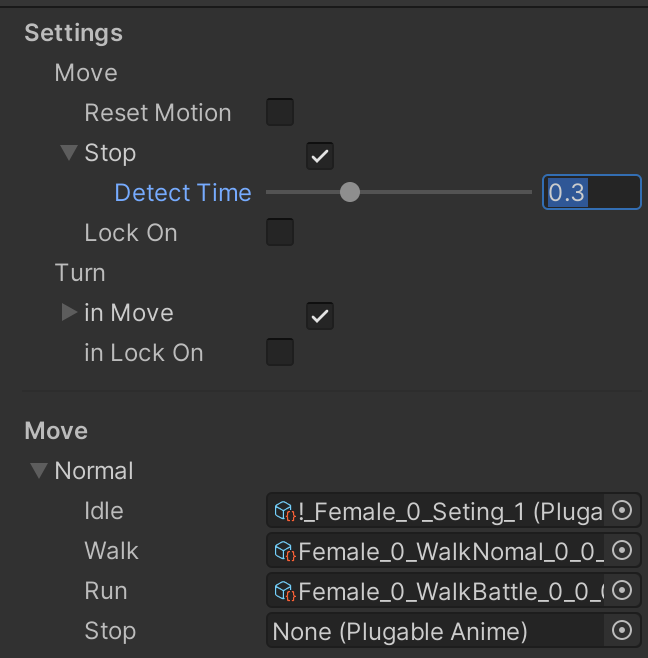 Settings
Move
Reset Motion
Stop
Detect Time 0.3
Lock On
Turn
in Move
in Lock On
Move
Normal
Idle !_Female_0_Seting_1 (Pluga
Walk Female_0_WalkNomal_0_0_
Run Female_0_WalkBattle_0_0_
Stop None (Plugable Anime)